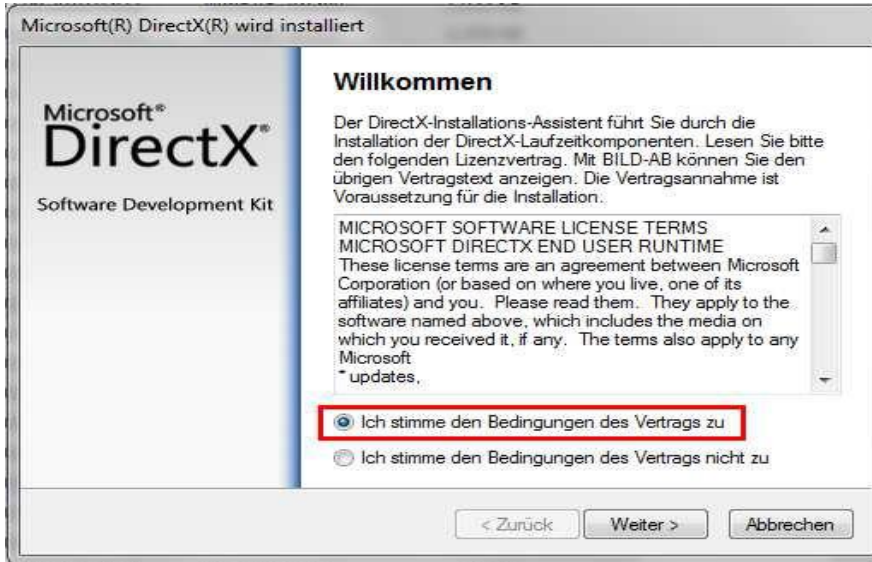 Microsoft(R) DirectX(R) wird installiert
Microsoft®
DirectX®
Software Development Kit
Willkommen
Der DirectX-Installations-Assistent führt Sie durch die
Installation der DirectX-Laufzeitkomponenten. Lesen Sie bitte
den folgenden Lizenzvertrag. Mit BILD-AB können Sie den
übrigen Vertragstext anzeigen. Die Vertragsannahme ist
Voraussetzung für die Installation.
MICROSOFT SOFTWARE LICENSE TERMS
MICROSOFT DIRECTX END USER RUNTIME
These license terms are an agreement between Microsoft
Corporation (or based on where you live, one of its
affiliates) and you. Please read them. They apply to the
software named above, which includes the media on
which you received it, if any. The terms also apply to any
Microsoft
* updates,
Ich stimme den Bedingungen des Vertrags zu
Ich stimme den Bedingungen des Vertrags nicht zu
< Zurück
Weiter >
Abbrechen